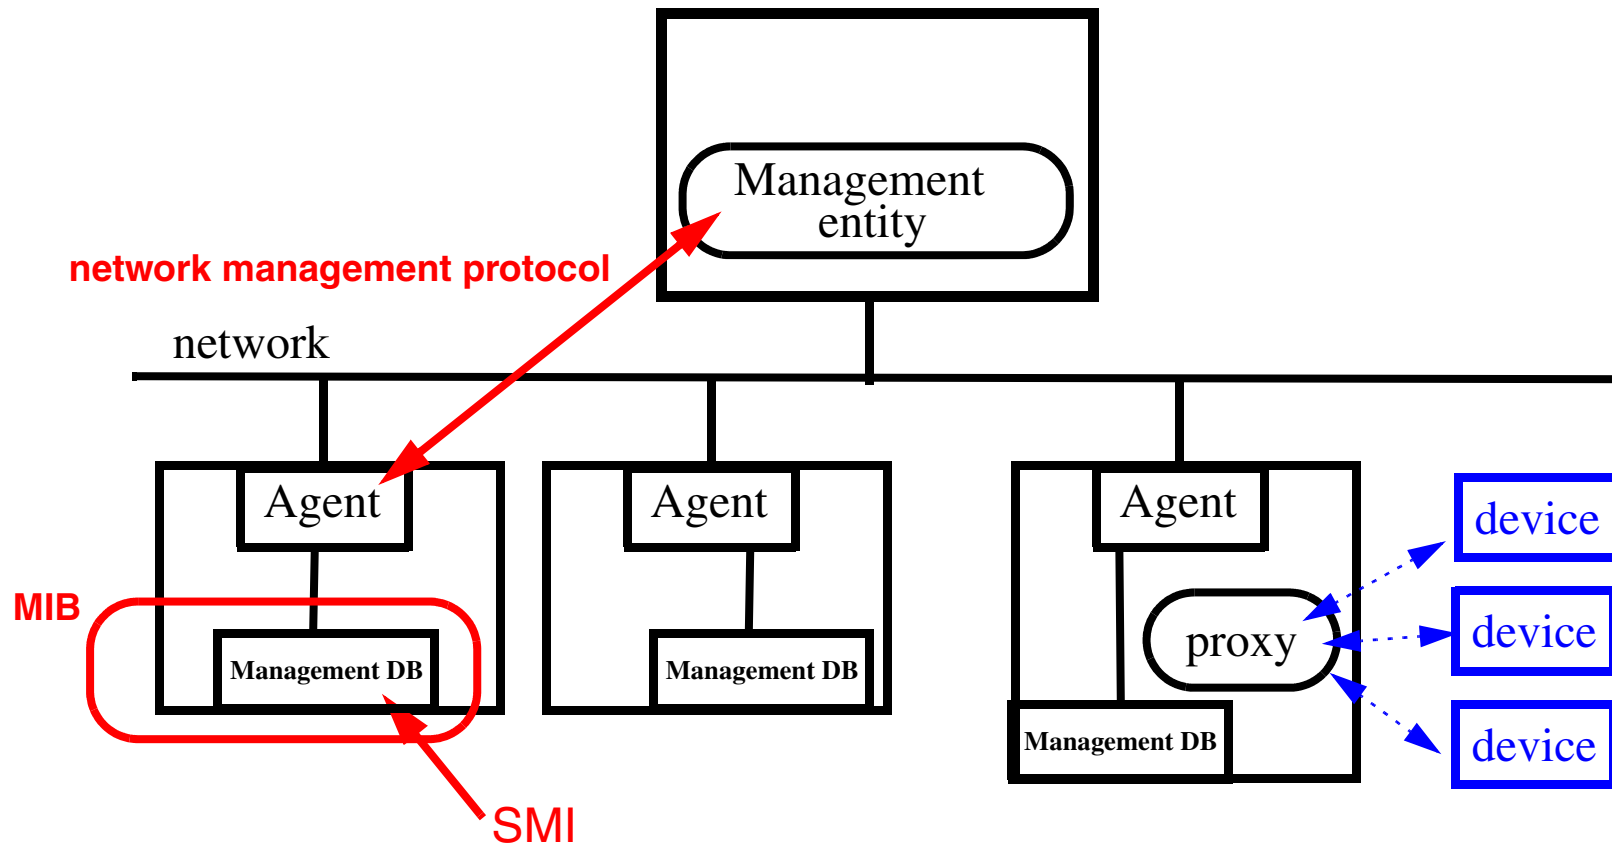 Management
entity
network management protocol
network
Agent
Agent
Agent
device
MIB
device
proxy
Management DB
Management DB
Management DB
device
SMI